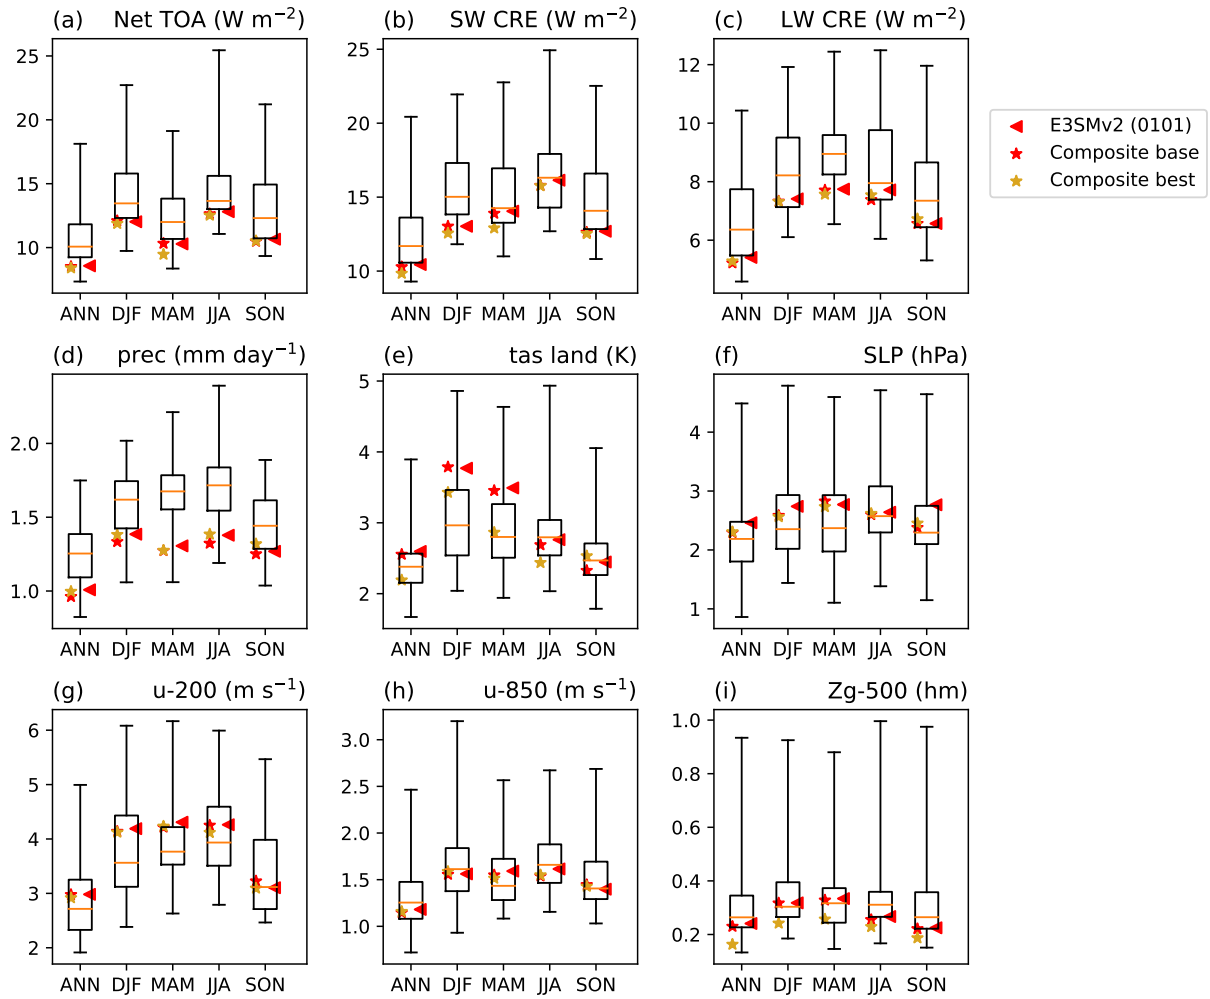 (a) Net TOA (W m⁻²)
25
20
15
10
ANN DJF MAM JJA SON
(b) SW CRE (W m⁻²)
25
20
15
10
ANN DJF MAM JJA SON
(c) LW CRE (W m⁻²)
12
10
8
6
ANN DJF MAM JJA SON
E3SMv2 (0101)
Composite base
Composite best
(d) prec (mm day⁻¹)
2.0
1.5
1.0
ANN DJF MAM JJA SON
(e) tas land (K)
5
4
3
2
ANN DJF MAM JJA SON
(f) SLP (hPa)
4
3
2
1
ANN DJF MAM JJA SON
(g) u-200 (m s⁻¹)
6
5
4
3
2
ANN DJF MAM JJA SON
(h) u-850 (m s⁻¹)
3.0
2.5
2.0
1.5
1.0
ANN DJF MAM JJA SON
(i) Zg-500 (hm)
1.0
0.8
0.6
0.4
0.2
ANN DJF MAM JJA SON